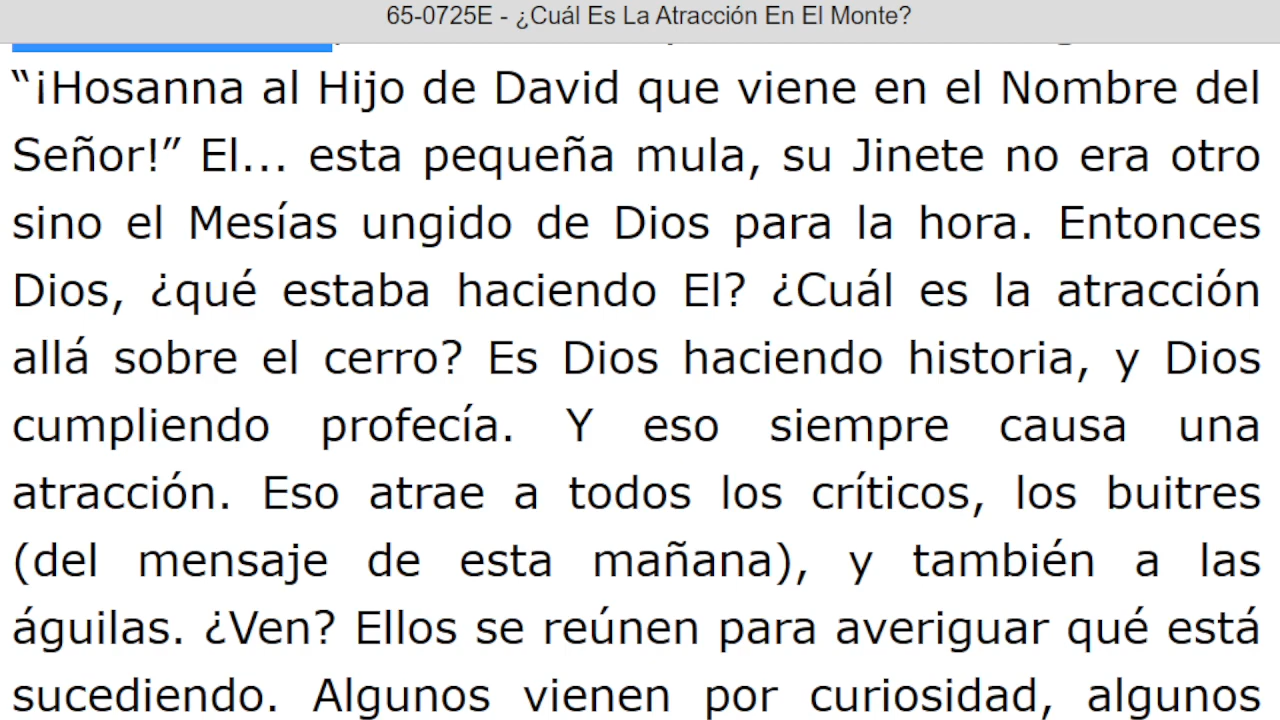 65-0725E - ¿Cuál Es La Atracción En El Monte?
“¡Hosanna al Hijo de David que viene en el Nombre del
Señor!” El... esta pequeña mula, su Jinete no era otro
sino el Mesías ungido de Dios para la hora. Entonces
Dios, ¿qué estaba haciendo El? ¿Cuál es la atracción
allá sobre el cerro? Es Dios haciendo historia, y Dios
cumpliendo profecía. Y eso siempre causa una
atracción. Eso atrae a todos los críticos, los buitres
(del mensaje de esta mañana), y también a las
águilas. ¿Ven? Ellos se reúnen para averiguar qué está
sucediendo. Algunos vienen por curiosidad, algunos